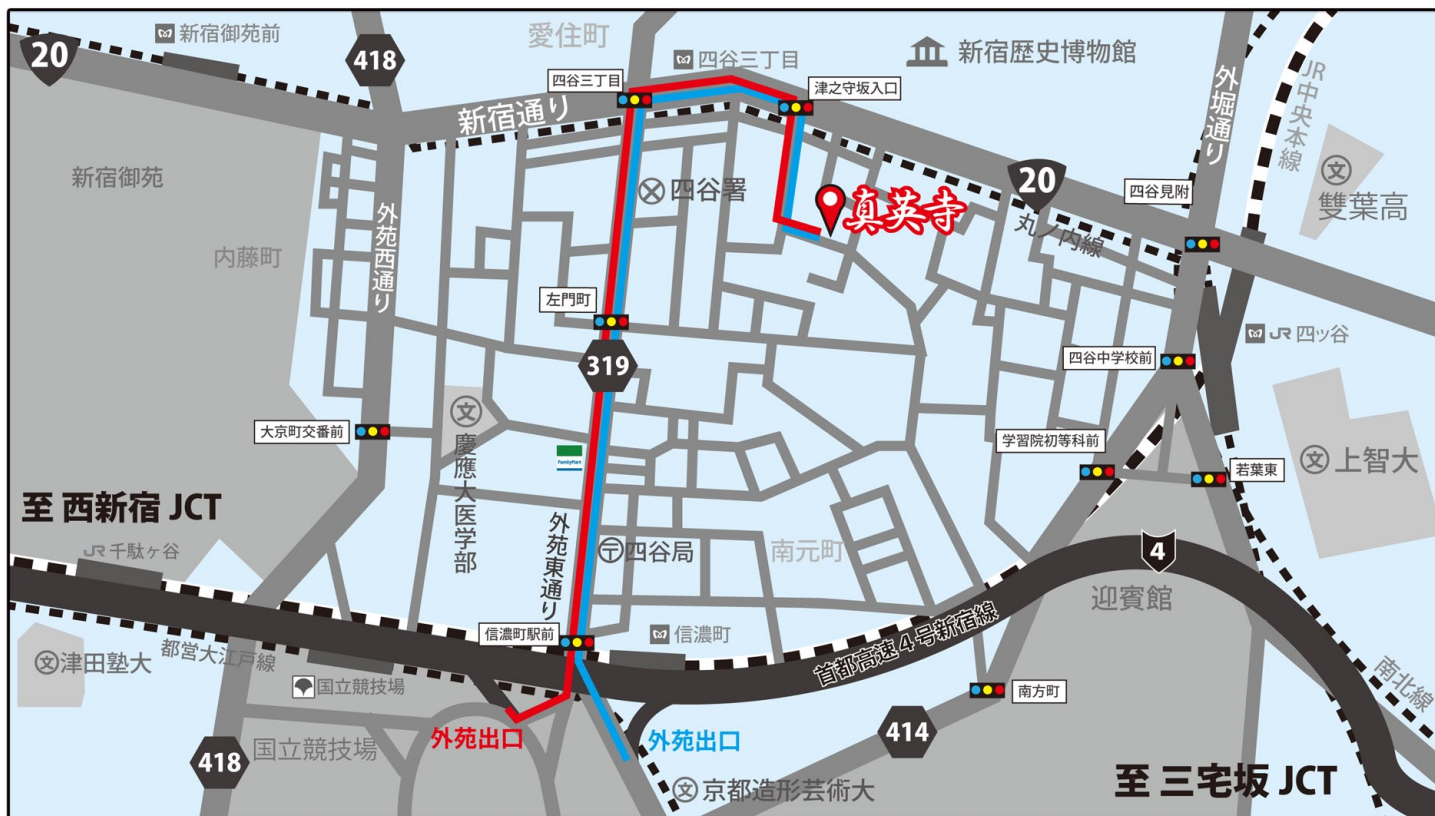 20
新宿御苑前
418
愛住町
四谷三丁目
四谷三丁目
津之守坂入口
新宿歴史博物館
外堀通り
JR中央本線
新宿通り
新宿御苑
四谷署
真英寺
20
四谷見附
文
雙葉高
丸ノ内線
内藤町
外苑西通り
左門町
319
四谷中学校前
JR 四ツ谷
大京町交番前
文
慶應大医学部
FamilyMart
学習院初等科前
若葉東
文 上智大
至 西新宿 JCT
JR 千駄ヶ谷
外苑東通り
〒四谷局
南元町
4
迎賓館
信濃町駅前
信濃町
首都高速4号新宿線
文 津田塾大
都営大江戸線
国立競技場
南方町
南北線
外苑出口
外苑出口
414
418
国立競技場
文 京都造形芸術大
至 三宅坂 JCT